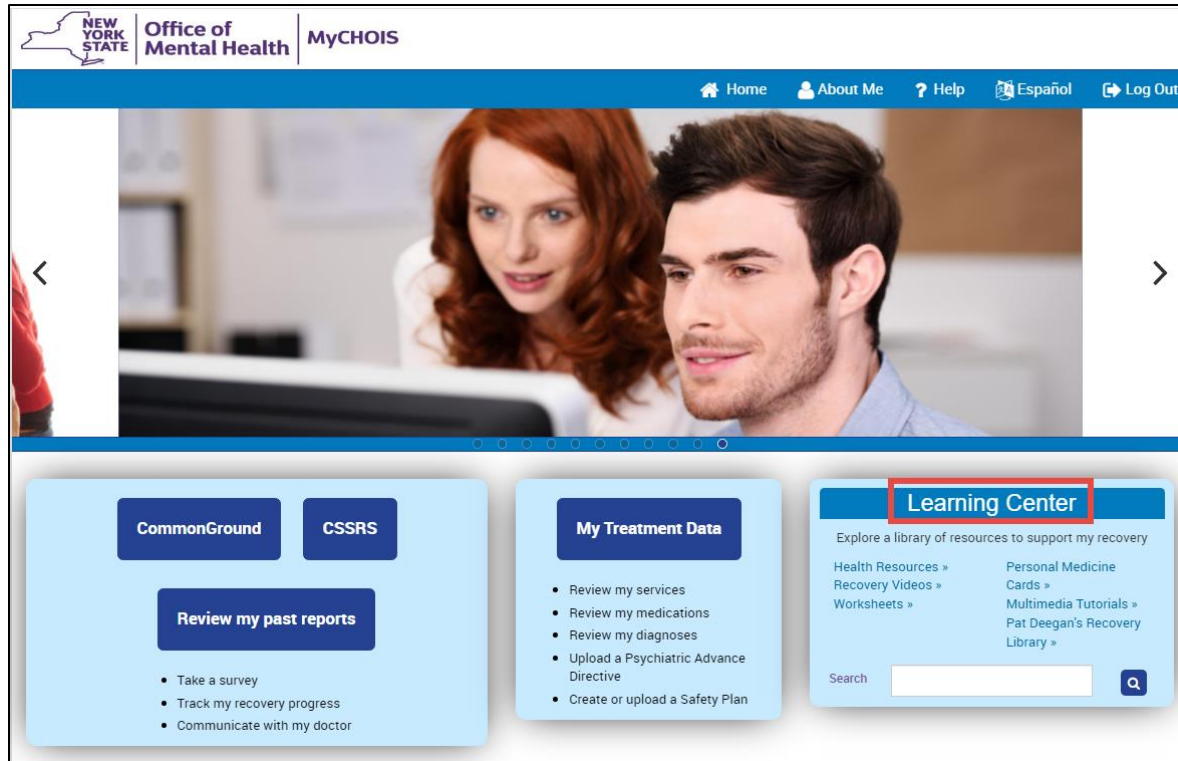 NEW
YORK
STATE
Office of
Mental Health
MyCHOIS
Home About Me ? Help Español Log Out
CommonGround CSSRS
Review my past reports
• Take a survey
• Track my recovery progress
• Communicate with my doctor
My Treatment Data
• Review my services
• Review my medications
• Review my diagnoses
• Upload a Psychiatric Advance
Directive
• Create or upload a Safety Plan
Learning Center
Explore a library of resources to support my recovery
Health Resources »
Recovery Videos »
Worksheets »
Personal Medicine
Cards »
Multimedia Tutorials »
Pat Deegan's Recovery
Library »
Search